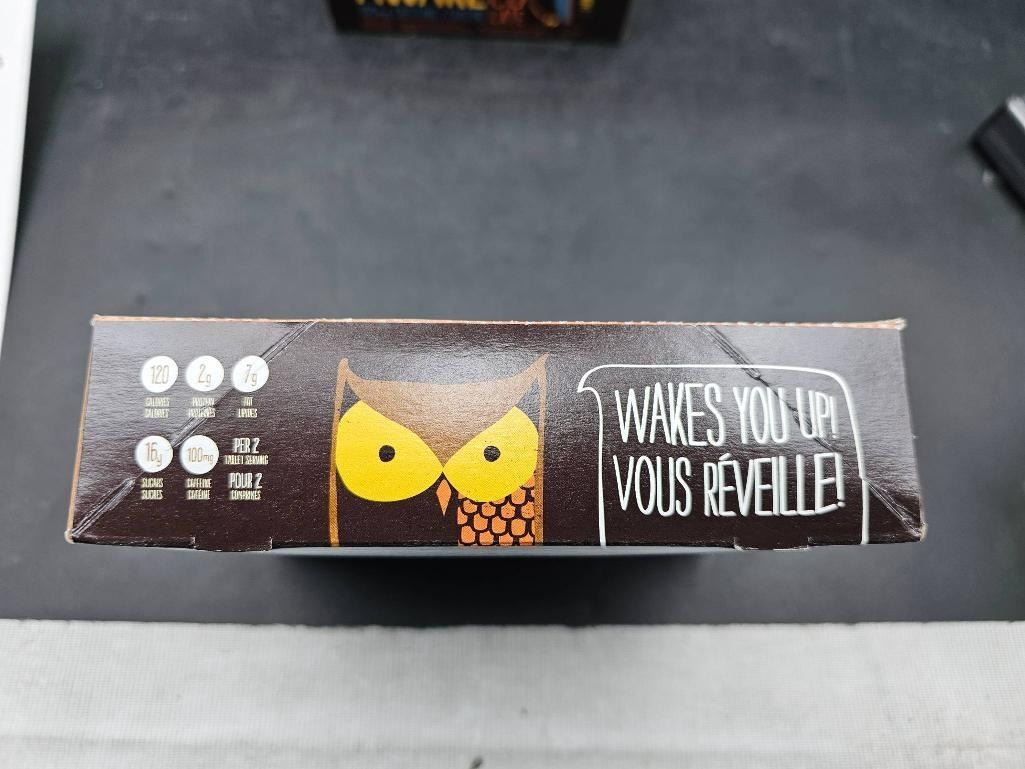 120
CALORIES
CALORIES
2g
PROTEIN
PROTÉINES
7g
FAT
LIPIDES
16g
SUGARS
SUCRES
100mg
CAFFEINE
CAFÉINE
PER 2
TABLET SERVING
POUR 2
COMPRIMÉS
WAKES YOU UP!
VOUS RÉVEILLE!